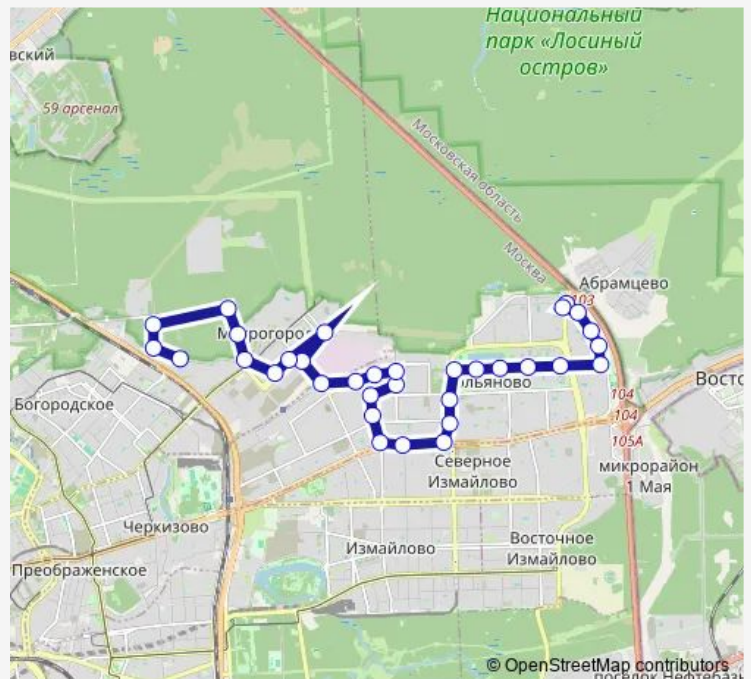 Национальный
парк «Лосиный
остров»
вский
59 арсенал
Московская область
Москва
Абрамцево
103
Богородское
104
104
105А
Северное
Измайлово
микрорайон
1 Мая
Черкизово
Измайлово
Восточное
Измайлово
Преображенское
© OpenStreetMap contributors